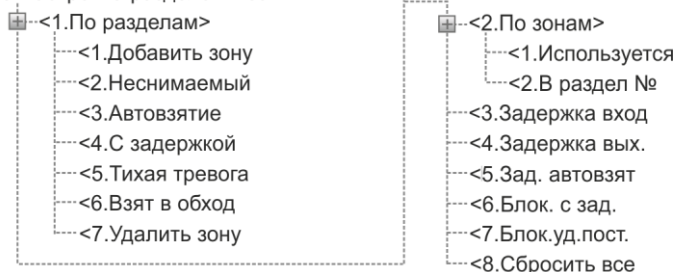 <1.По разделам>
<1.Добавить зону
<2.Неснимаемый
<3.Автовзятие
<4.С задержкой
<5.Тихая тревога
<6.Взят в обход
<7.Удалить зону
<2.По зонам>
<1.Используется
<2.В раздел №
<3.Задержка вход
<4.Задержка вых.
<5.Зад. автовзят
<6.Блок. с зад.
<7.Блок.уд.пост.
<8.Сбросить все